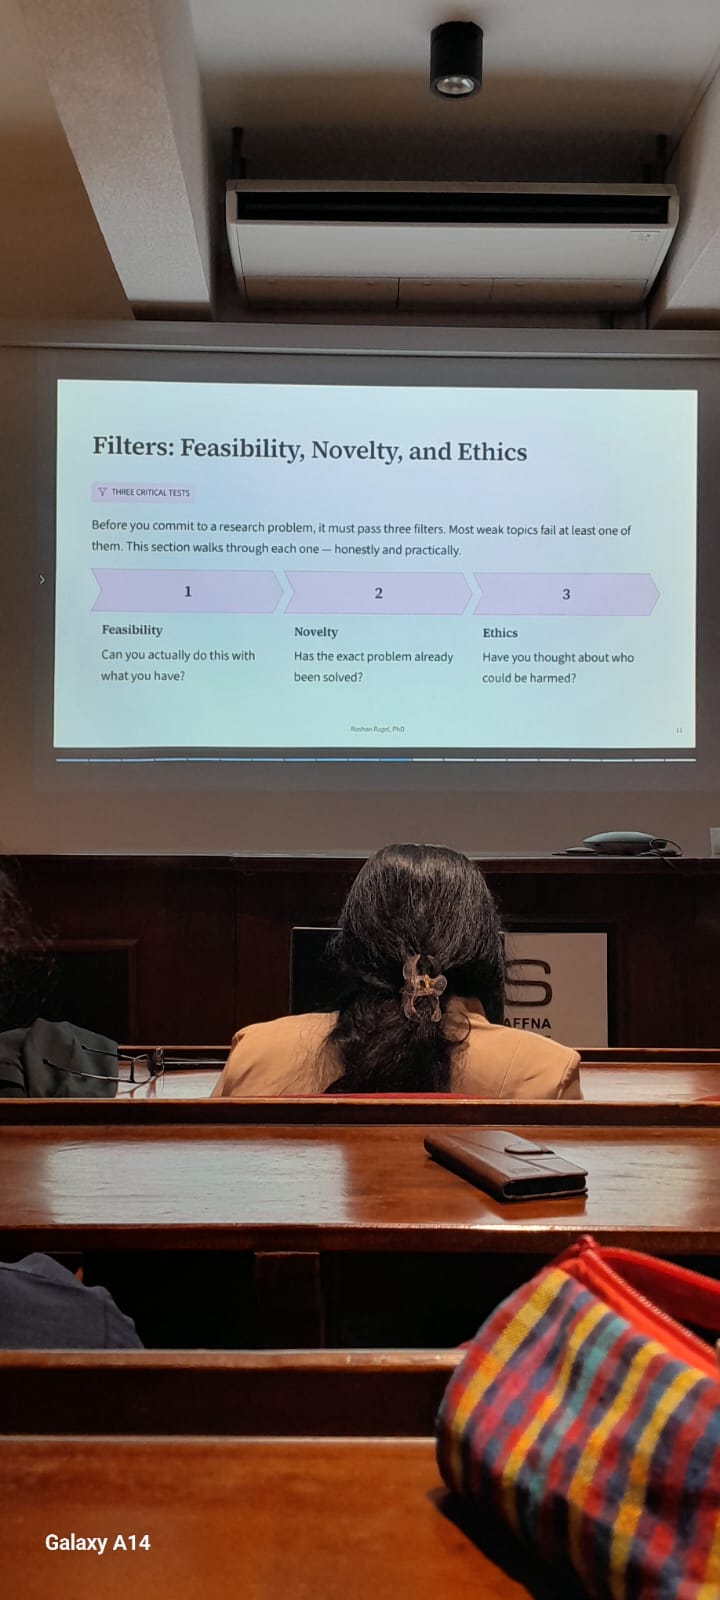 Filters: Feasibility, Novelty, and Ethics
THREE CRITICAL TESTS
Before you commit to a research problem, it must pass three filters. Most weak topics fail at least one of
them. This section walks through each one — honestly and practically.
1
2
3
Feasibility
Can you actually do this with
what you have?
Novelty
Has the exact problem already
been solved?
Ethics
Have you thought about who
could be harmed?
Roshan Ragel, PhD
11
S
AFFNA
Galaxy A14